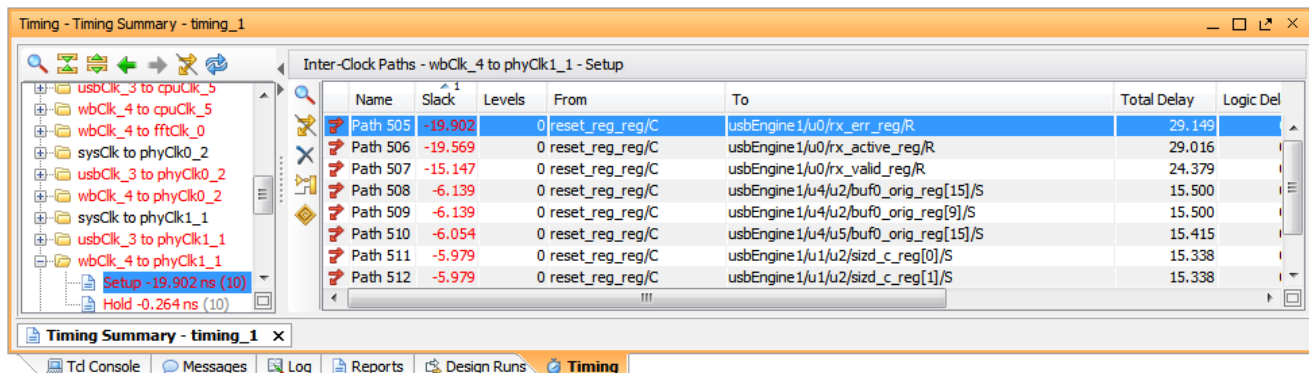 Timing - Timing Summary - timing_1
Inter-Clock Paths - wbClk_4 to phyClk1_1 - Setup
usbClk_3 to cpuClk_5
wbClk_4 to cpuClk_5
wbClk_4 to fftClk_0
sysClk to phyClk0_2
usbClk_3 to phyClk0_2
wbClk_4 to phyClk0_2
sysClk to phyClk1_1
usbClk_3 to phyClk1_1
wbClk_4 to phyClk1_1
Setup -19.902 ns (10)
Hold -0.264 ns (10)
Name Slack 1 Levels From To Total Delay Logic Del
Path 505 -19.902 0 reset_reg_reg/C usbEngine1/u0/rx_err_reg/R 29.149
Path 506 -19.569 0 reset_reg_reg/C usbEngine1/u0/rx_active_reg/R 29.016
Path 507 -15.147 0 reset_reg_reg/C usbEngine1/u0/rx_valid_reg/R 24.379
Path 508 -6.139 0 reset_reg_reg/C usbEngine1/u4/u2/buf0_orig_reg[15]/S 15.500
Path 509 -6.139 0 reset_reg_reg/C usbEngine1/u4/u2/buf0_orig_reg[9]/S 15.500
Path 510 -6.054 0 reset_reg_reg/C usbEngine1/u4/u5/buf0_orig_reg[15]/S 15.415
Path 511 -5.979 0 reset_reg_reg/C usbEngine1/u1/u2/sizd_c_reg[0]/S 15.338
Path 512 -5.979 0 reset_reg_reg/C usbEngine1/u1/u2/sizd_c_reg[1]/S 15.338
Timing Summary - timing_1
Tcl Console Messages Log Reports Design Runs Timing